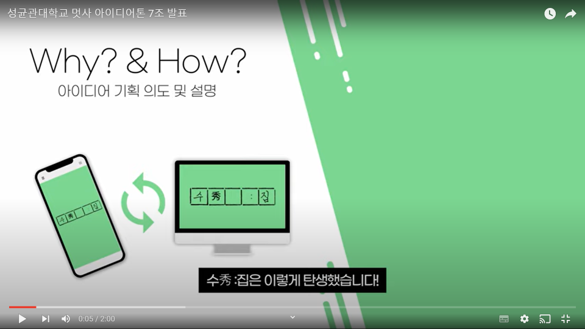 성균관대학교 멋사 아이디어톤 7조 발표
Why? & How?
아이디어 기획 의도 및 설명
수 秀 : 집
수 秀 : 집
수秀 :집은 이렇게 탄생했습니다!
0:05 / 2:00